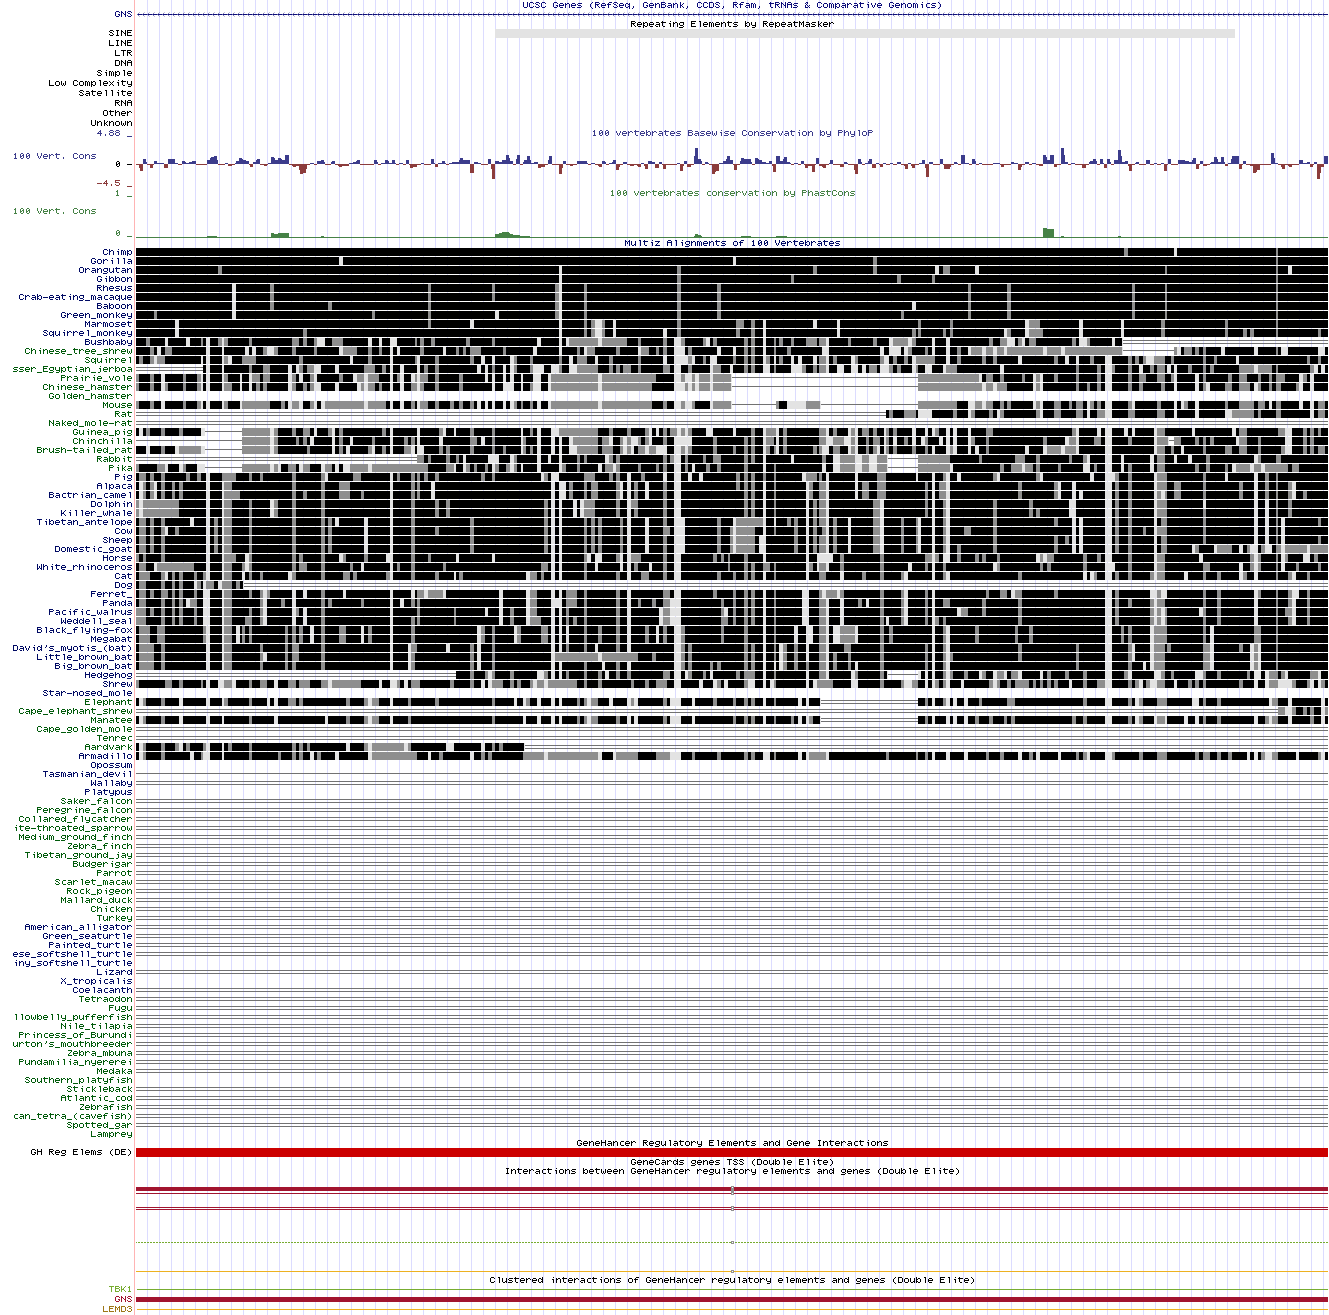 UCSC Genes (RefSeq, GenBank, CCDS, Rfam, tRNAs & Comparative Genomics)
GNS
Repeating Elements by RepeatMasker
SINE
LINE
LTR
DNA
Simple
Low Complexity
Satellite
RNA
Other
Unknown
4.88 _
100 vertebrates Basewise Conservation by PhyloP
100 Vert. Cons
0 _
-4.5 _
1 _
100 vertebrates conservation by PhastCons
100 Vert. Cons
0 _
Multiz Alignments of 100 Vertebrates
Chimp
Gorilla
Orangutan
Gibbon
Rhesus
Crab-eating_macaque
Baboon
Green_monkey
Marmoset
Squirrel_monkey
Bushbaby
Chinese_tree_shrew
Squirrel
sser_Egyptian_jerboa
Prairie_vole
Chinese_hamster
Golden_hamster
Mouse
Rat
Naked_mole-rat
Guinea_pig
Chinchilla
Brush-tailed_rat
Rabbit
Pika
Pig
Alpaca
Bactrian_camel
Dolphin
Killer_whale
Tibetan_antelope
Cow
Sheep
Domestic_goat
Horse
White_rhinoceros
Cat
Dog
Ferret_
Panda
Pacific_walrus
Weddell_seal
Black_flying-fox
Megabat
David's_myotis_(bat)
Little_brown_bat
Big_brown_bat
Hedgehog
Shrew
Star-nosed_mole
Elephant
Cape_elephant_shrew
Manatee
Cape_golden_mole
Tenrec
Aardvark
Armadillo
Opossum
Tasmanian_devil
Wallaby
Platypus
Saker_falcon
Peregrine_falcon
Collared_flycatcher
ite-throated_sparrow
Medium_ground_finch
Zebra_finch
Tibetan_ground_jay
Budgerigar
Parrot
Scarlet_macaw
Rock_pigeon
Mallard_duck
Chicken
Turkey
American_alligator
Green_seaturtle
Painted_turtle
ese_softshell_turtle
iny_softshell_turtle
Lizard
X_tropicalis
Coelacanth
Tetraodon
Fugu
llowbelly_pufferfish
Nile_tilapia
Princess_of_Burundi
urton's_mouthbreeder
Zebra_mbuna
Pundamilia_nyererei
Medaka
Southern_platyfish
Stickleback
Atlantic_cod
Zebrafish
can_tetra_(cavefish)
Spotted_gar
Lamprey
GeneHancer Regulatory Elements and Gene Interactions
GH Reg Elems (DE)
GeneCards genes TSS (Double Elite)
Interactions between GeneHancer regulatory elements and genes (Double Elite)
Clustered interactions of GeneHancer regulatory elements and genes (Double Elite)
TBK1
GNS
LEMD3